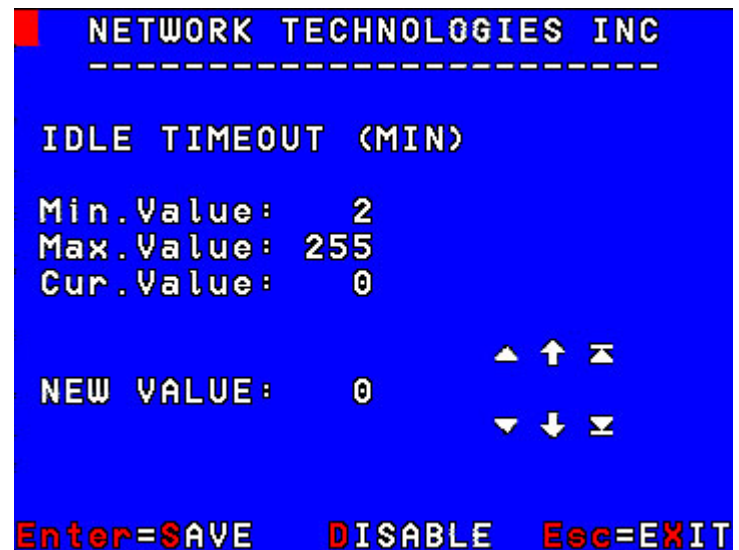 NETWORK TECHNOLOGIES INC
-------------------------
IDLE TIMEOUT (MIN)
Min.Value: 2
Max.Value: 255
Cur.Value: 0
NEW VALUE: 0
Enter=SAVE DISABLE Esc=EXIT